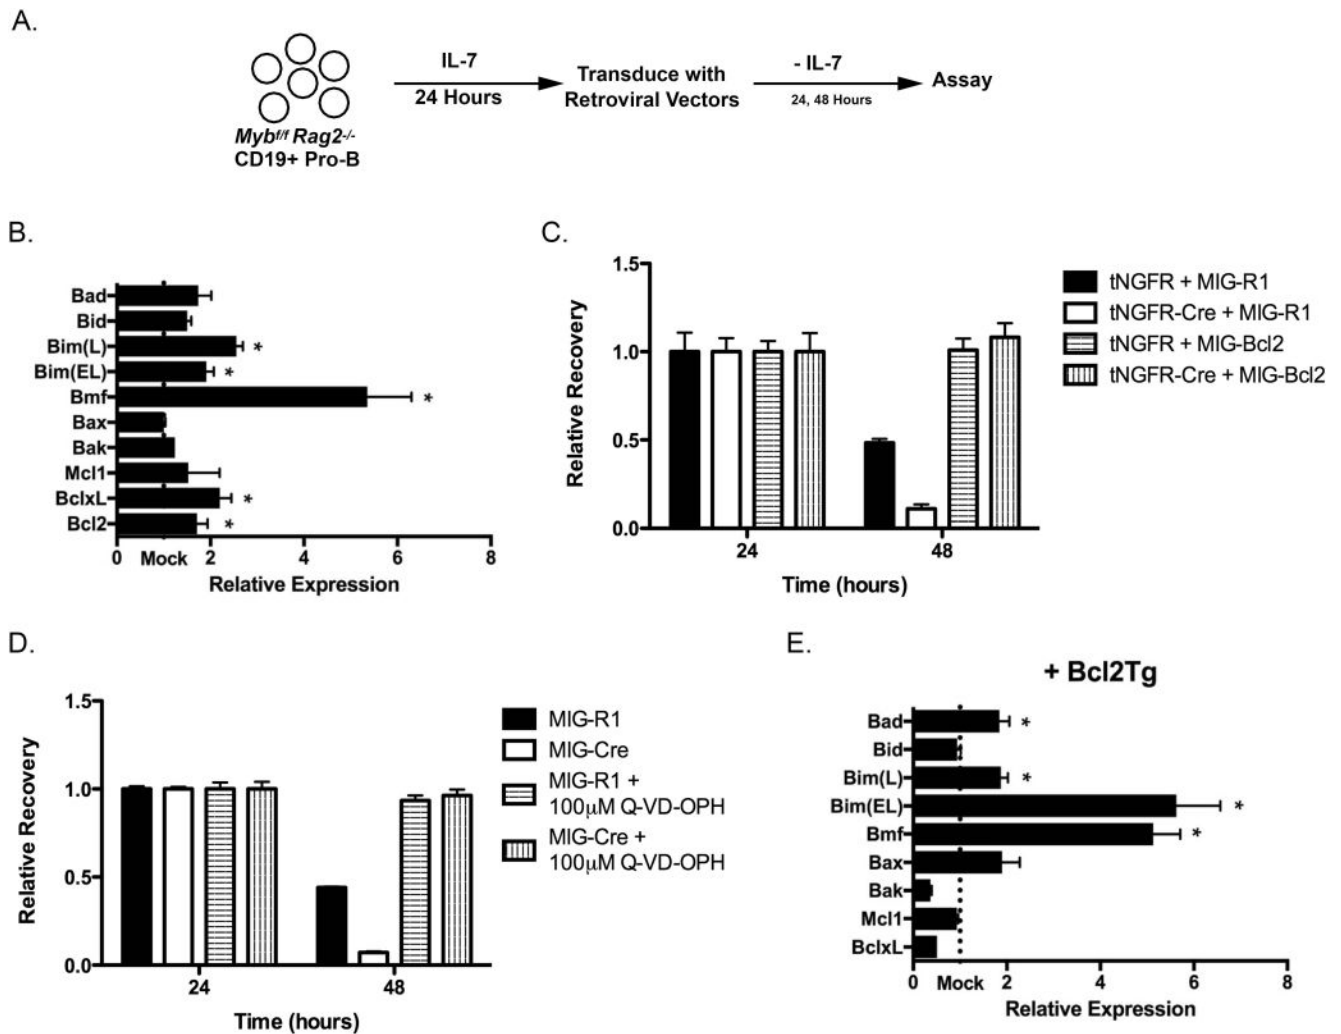 A.
IL-7
24 Hours
Transduce with
Retroviral Vectors
- IL-7
24, 48 Hours
Assay
Mybf/f Rag2-/-
CD19+ Pro-B
B.
Bad
Bid
Bim(L)
*
Bim(EL)
*
Bmf
*
Bax
Bak
Mcl1
BclxL
*
Bcl2
*
0 Mock 2 4 6 8
Relative Expression
C.
Relative Recovery
1.5
1.0
0.5
0.0
24 48
Time (hours)
tNGFR + MIG-R1
tNGFR-Cre + MIG-R1
tNGFR + MIG-Bcl2
tNGFR-Cre + MIG-Bcl2
D.
Relative Recovery
1.5
1.0
0.5
0.0
24 48
Time (hours)
MIG-R1
MIG-Cre
MIG-R1 +
100μM Q-VD-OPH
MIG-Cre +
100μM Q-VD-OPH
E.
+ Bcl2Tg
Bad
*
Bid
Bim(L)
*
Bim(EL)
*
Bmf
*
Bax
Bak
Mcl1
BclxL
0 Mock 2 4 6 8
Relative Expression